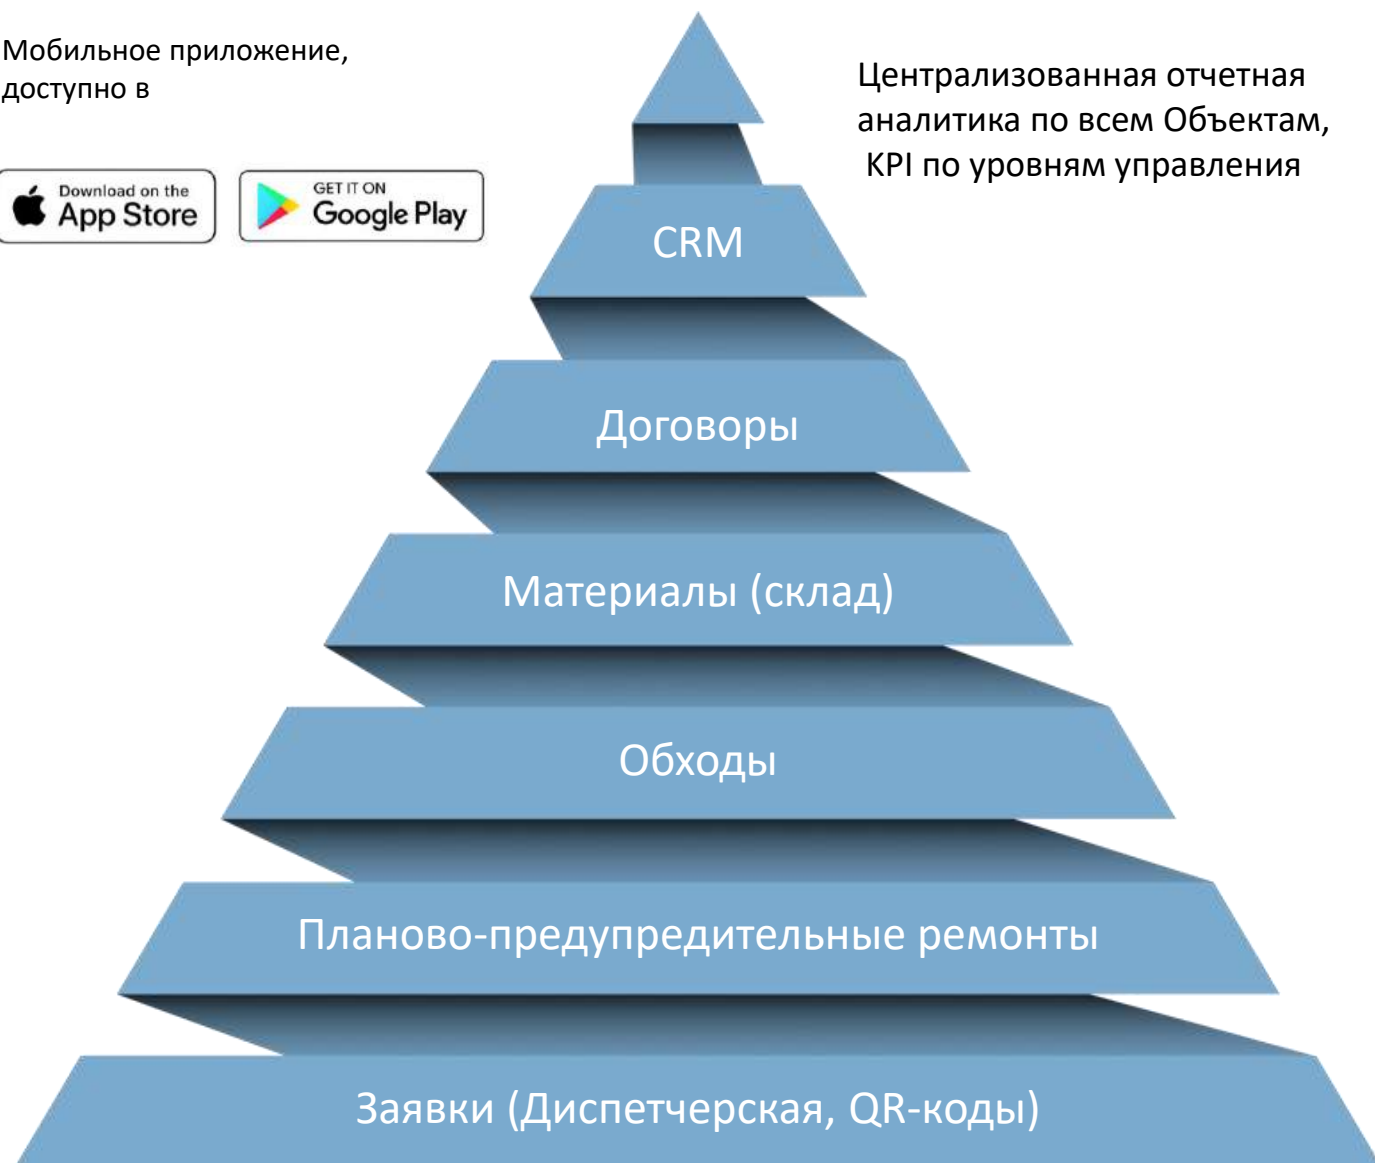 Мобильное приложение,
доступно в
Download on the
App Store
GET IT ON
Google Play
Централизованная отчетная
аналитика по всем Объектам,
KPI по уровням управления
CRM
Договоры
Материалы (склад)
Обходы
Планово-предупредительные ремонты
Заявки (Диспетчерская, QR-коды)